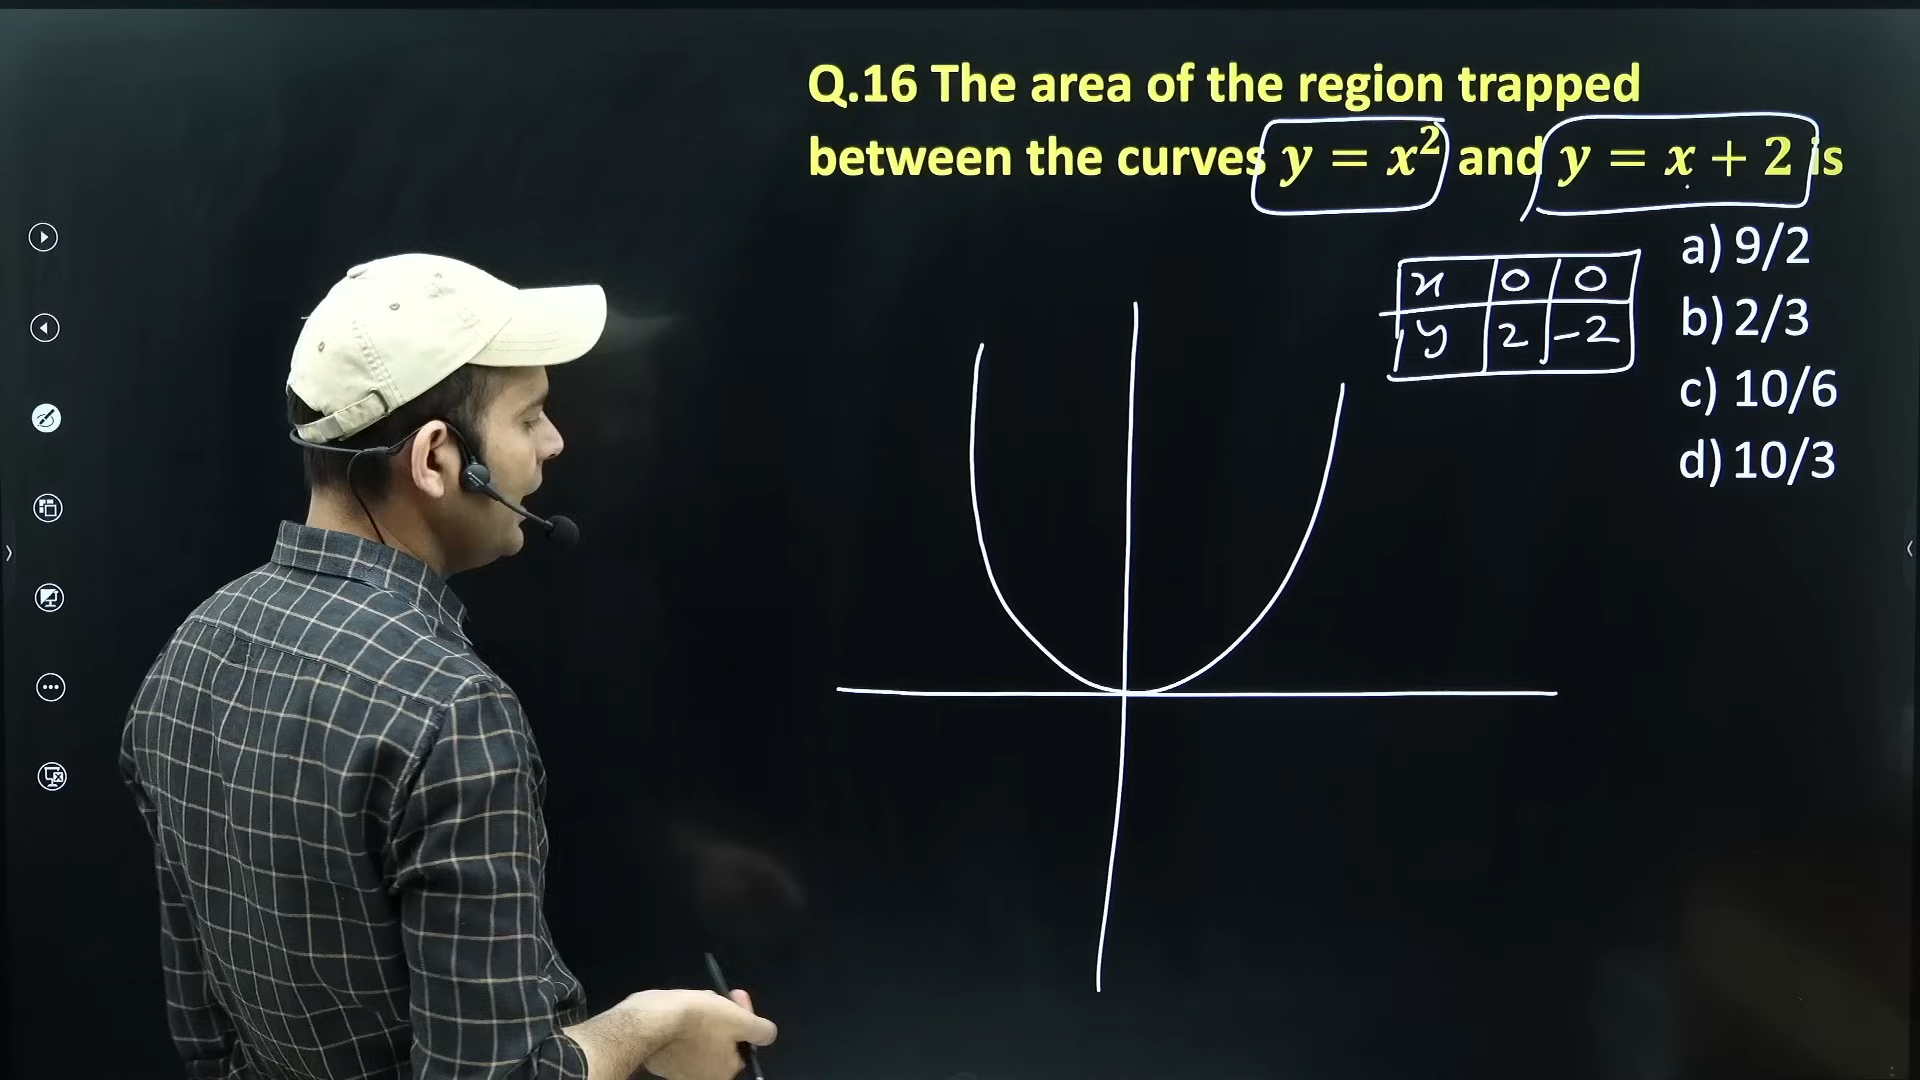 Q.16 The area of the region trapped
between the curves y = x² and y = x + 2 is
a) 9/2
b) 2/3
c) 10/6
d) 10/3
x 0 0
y 2 -2